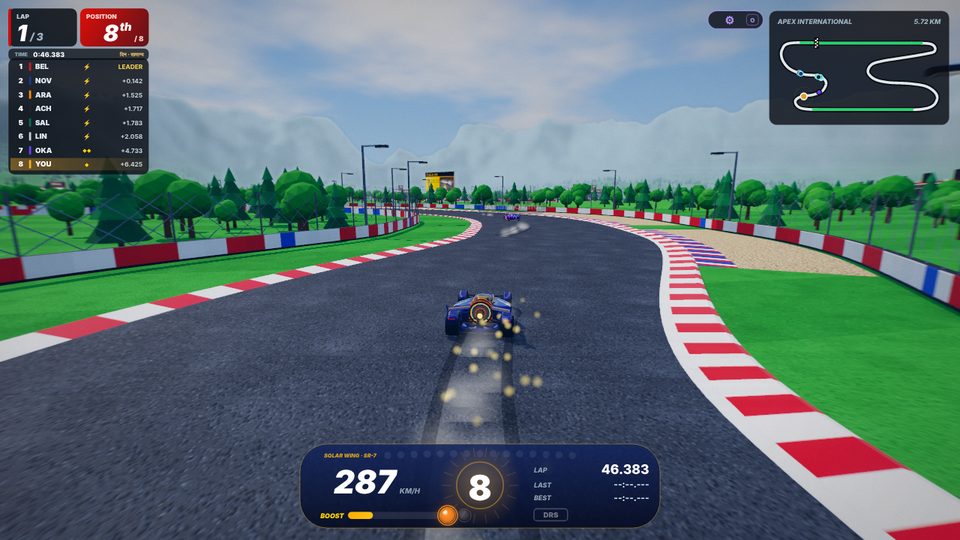 LAP
1 / 3
POSITION
8th / 8
TIME 0:46.383
1 BEL LEADER
2 NOV +0.142
3 ARA +1.525
4 ACH +1.717
5 SAL +1.783
6 LIN +2.058
7 OKA +4.733
8 YOU +6.425
APEX INTERNATIONAL 5.72 KM
SOLAR WING · SR-7
287 KM/H
BOOST
8
LAP 46.383
LAST --:--.---
BEST --:--.---
DRS